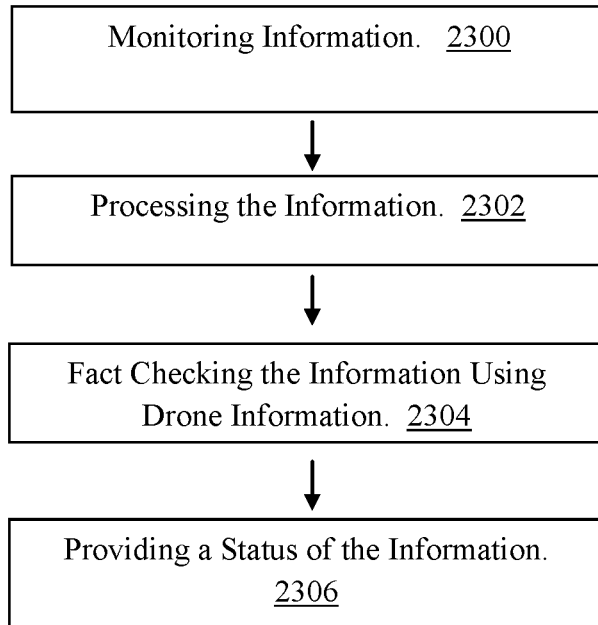 Monitoring Information. 2300
Processing the Information. 2302
Fact Checking the Information Using
Drone Information. 2304
Providing a Status of the Information.
2306